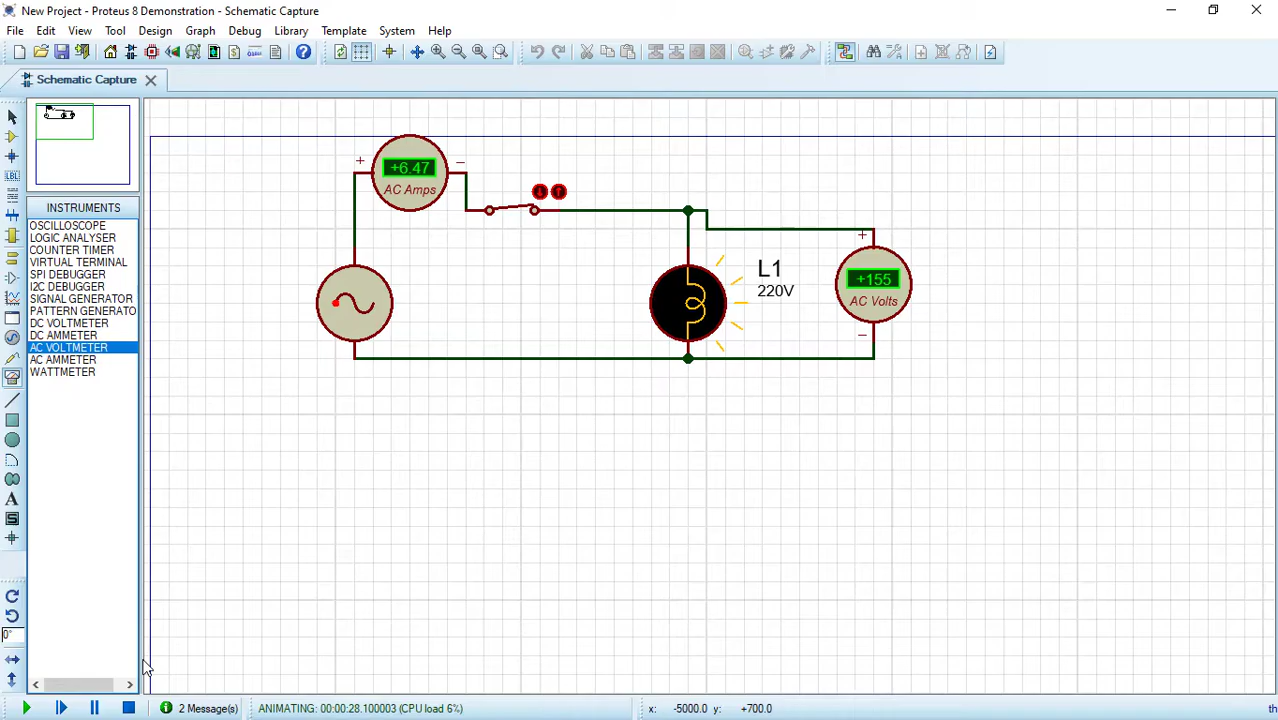 New Project - Proteus 8 Demonstration - Schematic Capture
File Edit View Tool Design Graph Debug Library Template System Help
Schematic Capture
INSTRUMENTS
OSCILLOSCOPE
LOGIC ANALYSER
COUNTER TIMER
VIRTUAL TERMINAL
SPI DEBUGGER
I2C DEBUGGER
SIGNAL GENERATOR
PATTERN GENERATO
DC VOLTMETER
DC AMMETER
AC VOLTMETER
AC AMMETER
WATTMETER
LBL
A
S
0°
+ +6.47 −
AC Amps
L1
220V
+
+155
AC Volts
−
2 Message(s) ANIMATING: 00:00:28.100003 (CPU load 6%) x: -5000.0 y: +700.0 th